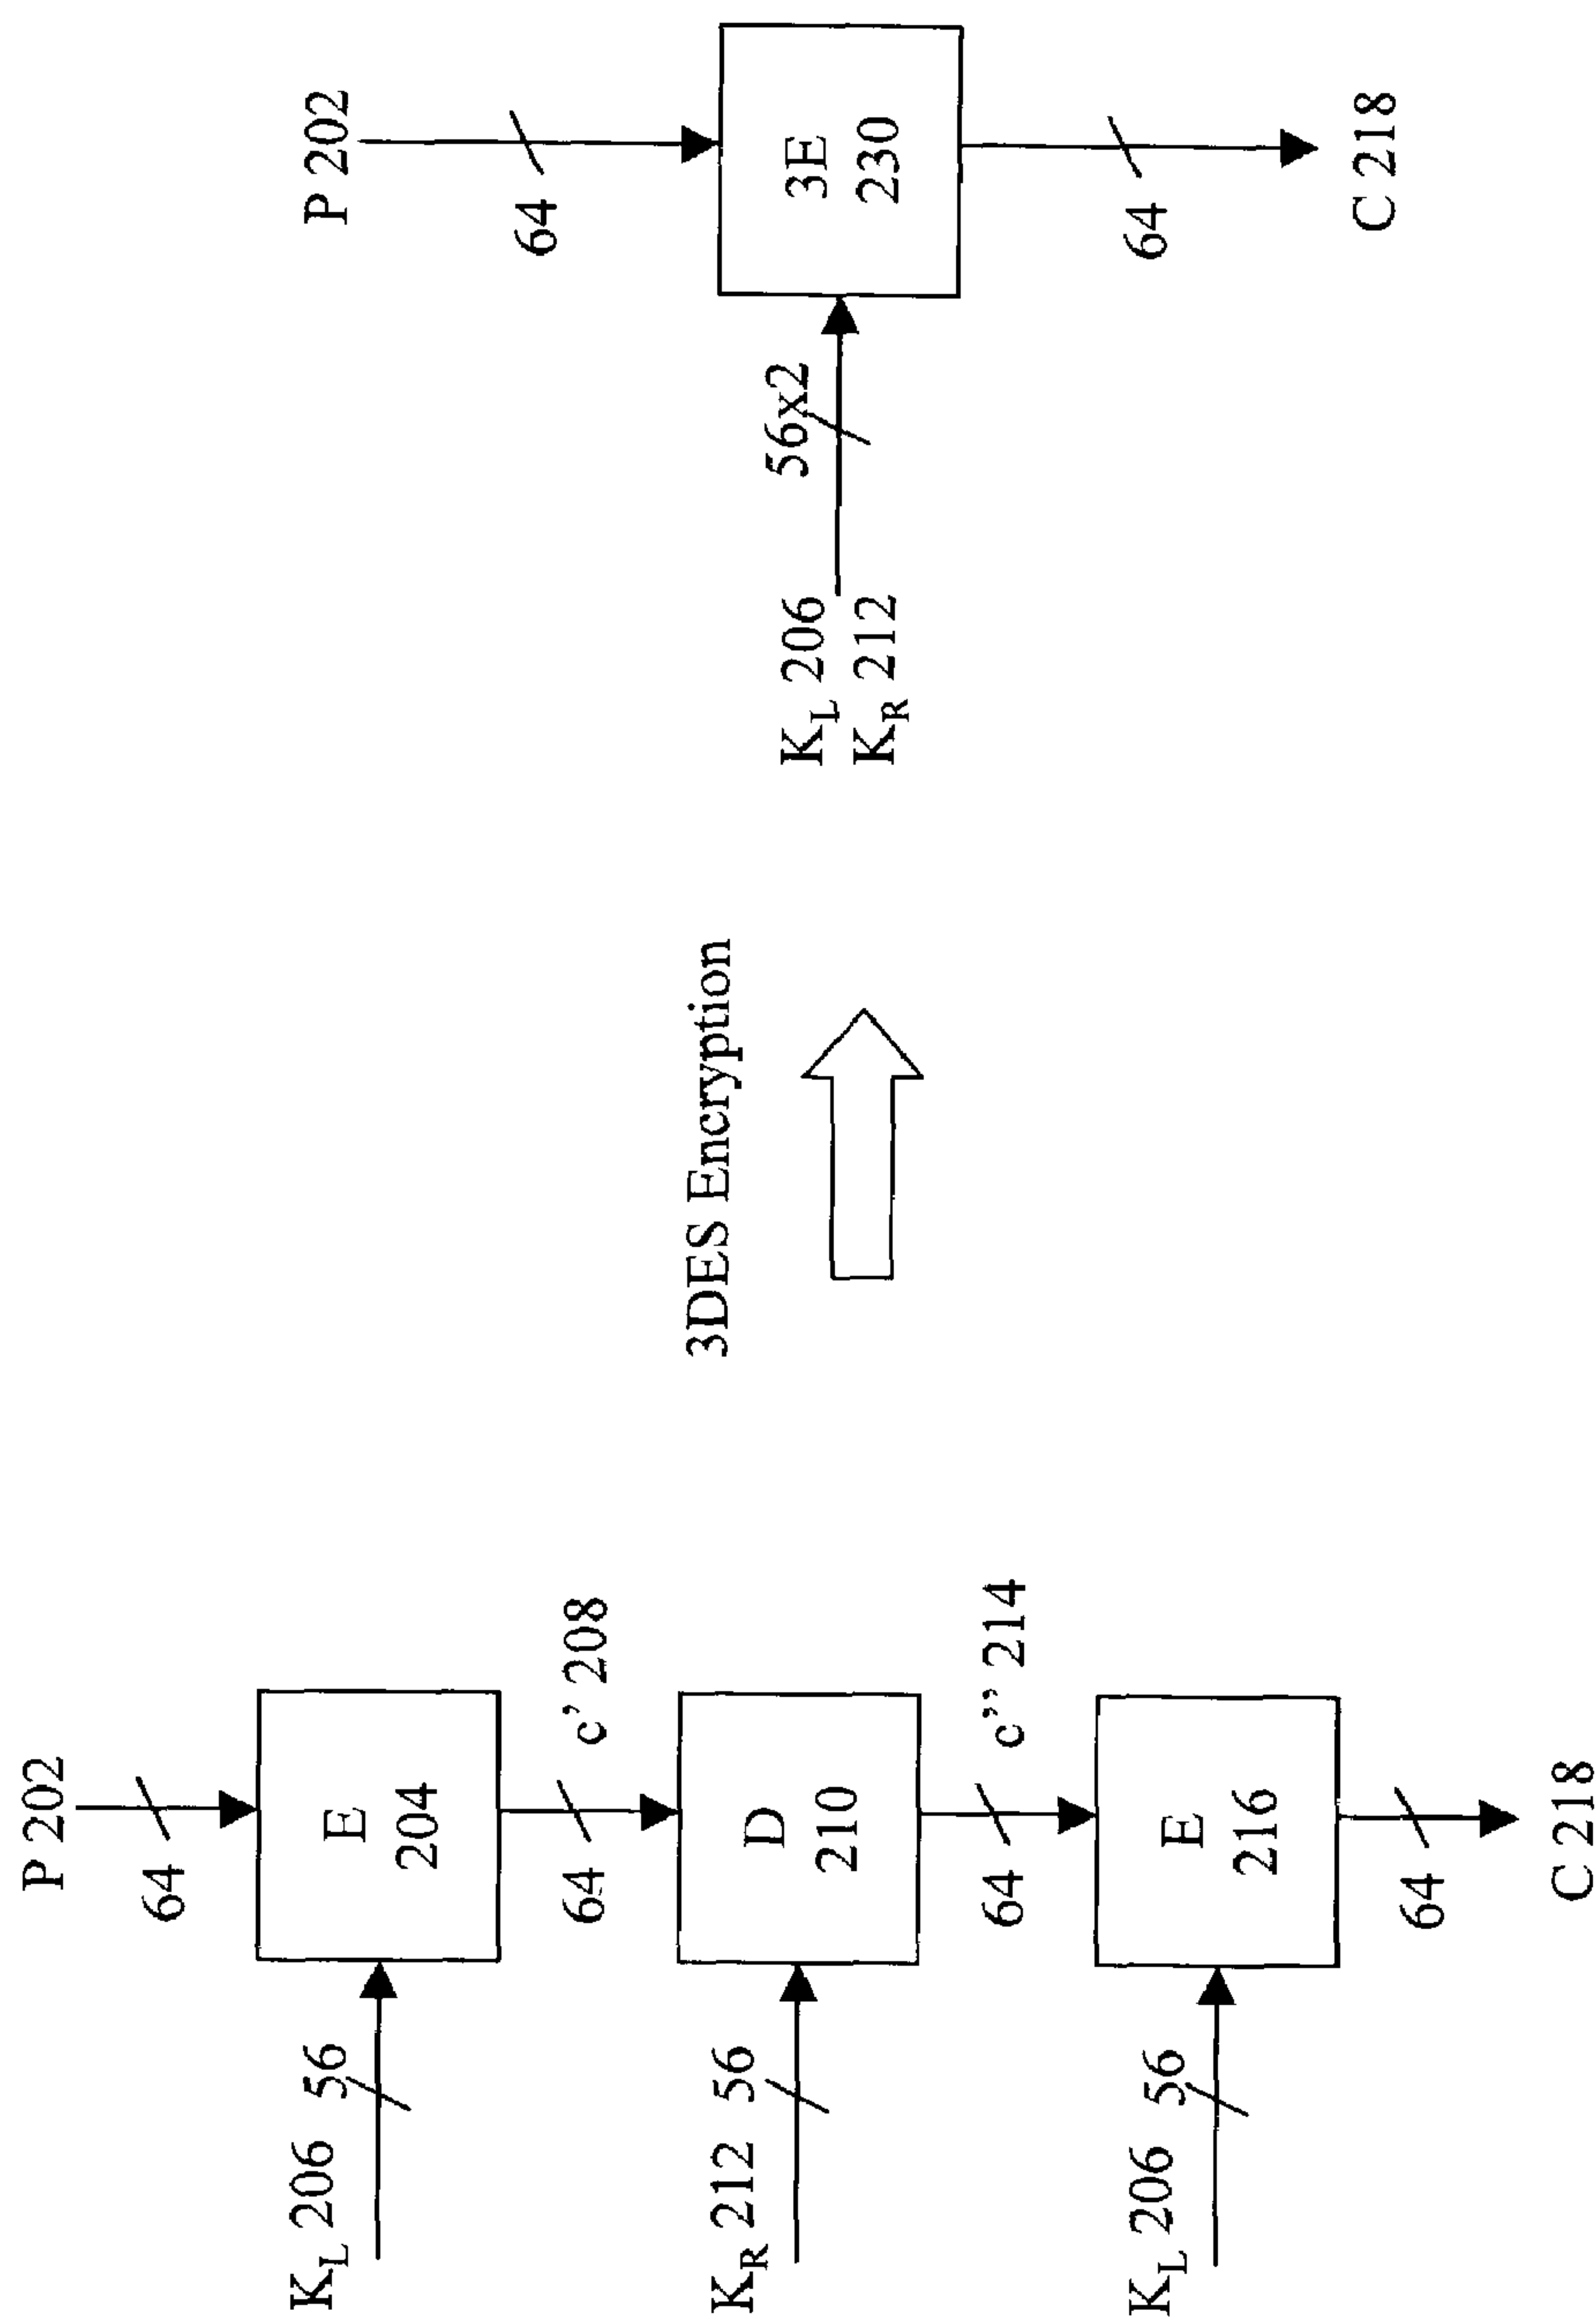 P 202
64
K_L 206 56
E
204
64
c' 208
K_R 212 56
D
210
64
c'' 214
K_L 206 56
E
216
64
C 218
3DES Encryption
P 202
64
K_L 206
K_R 212
56x2
3E
230
64
C 218